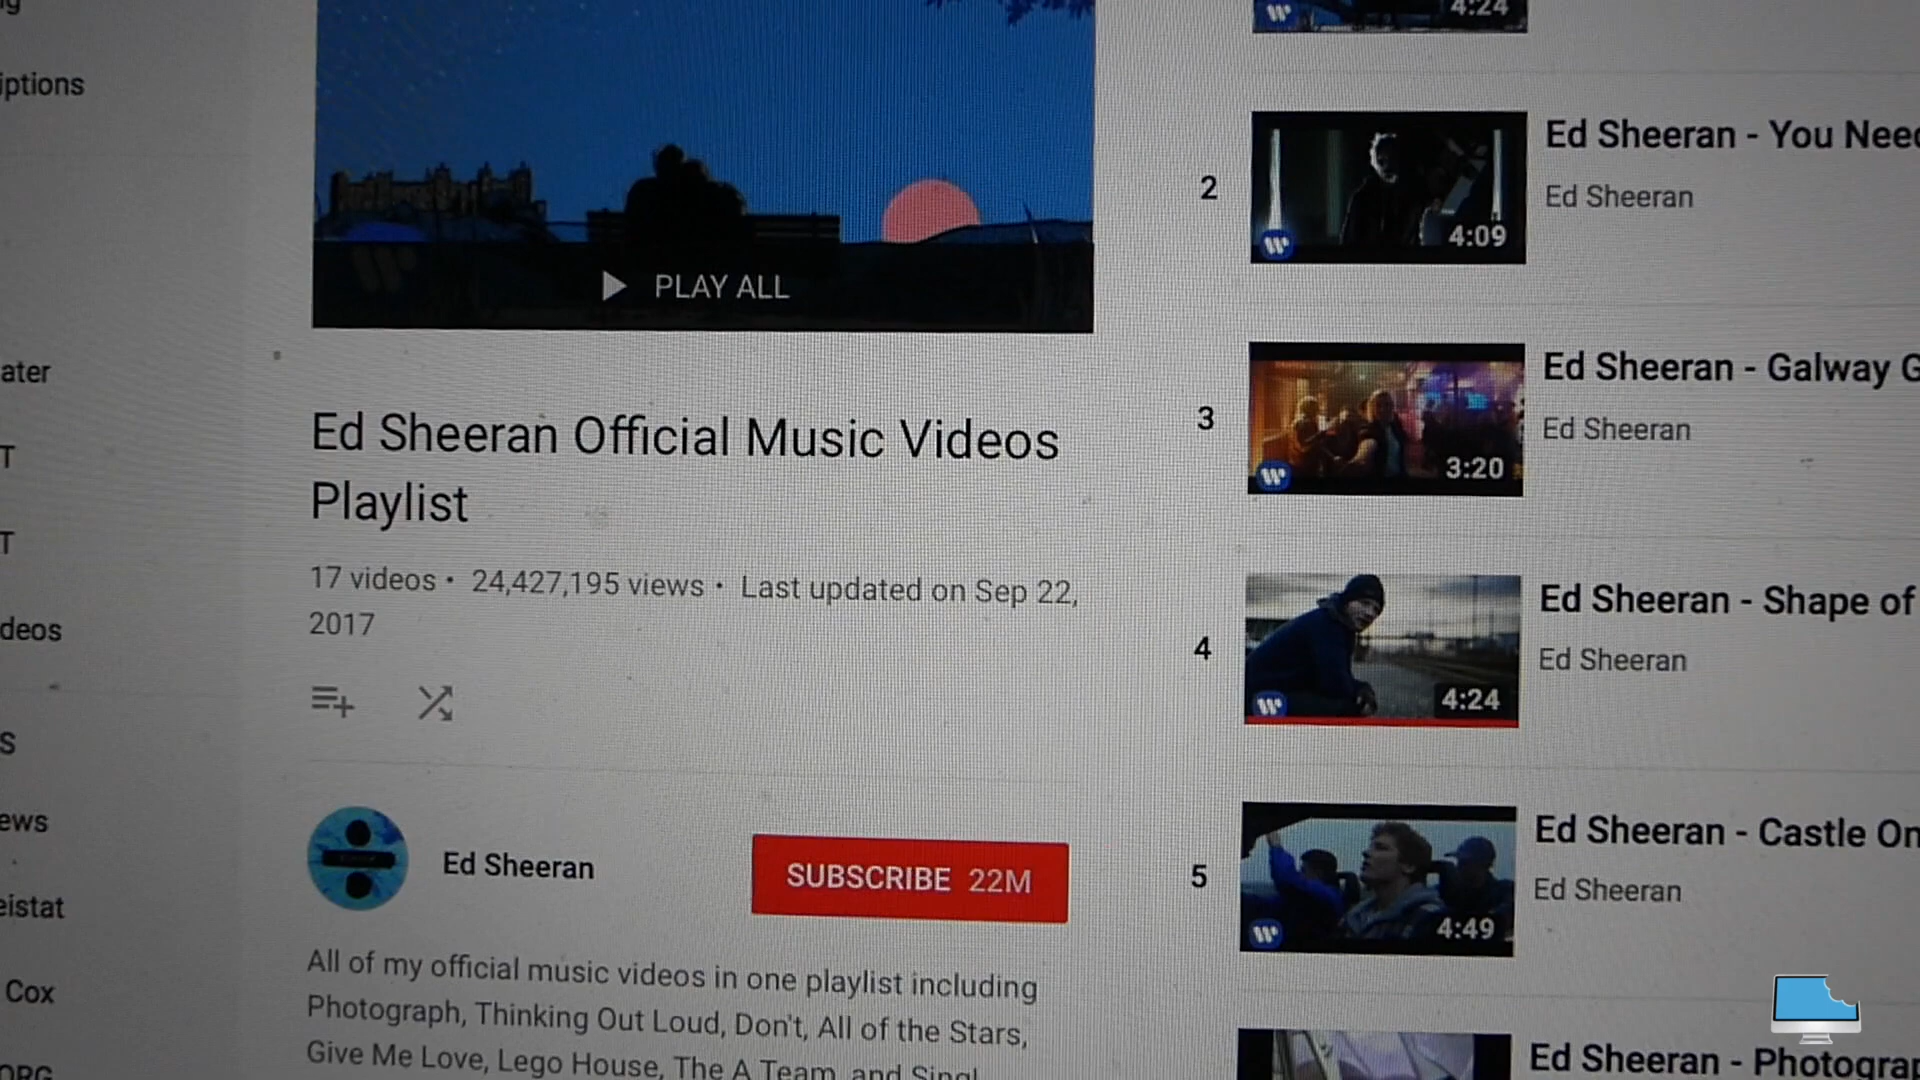 iptions
ater
T
T
deos
S
ews
eistat
Cox
ORG
PLAY ALL
Ed Sheeran Official Music Videos
Playlist
17 videos • 24,427,195 views • Last updated on Sep 22,
2017
Ed Sheeran
SUBSCRIBE 22M
All of my official music videos in one playlist including
Photograph, Thinking Out Loud, Don't, All of the Stars,
Give Me Love, Lego House, The A Team, and Sing!
4:24
2
4:09
Ed Sheeran - You Need
Ed Sheeran
3
3:20
Ed Sheeran - Galway G
Ed Sheeran
4
4:24
Ed Sheeran - Shape of
Ed Sheeran
5
4:49
Ed Sheeran - Castle On
Ed Sheeran
Ed Sheeran - Photograp